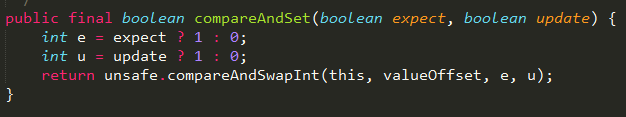 public final boolean compareAndSet(boolean expect, boolean update) {
    int e = expect ? 1 : 0;
    int u = update ? 1 : 0;
    return unsafe.compareAndSwapInt(this, valueOffset, e, u);
}